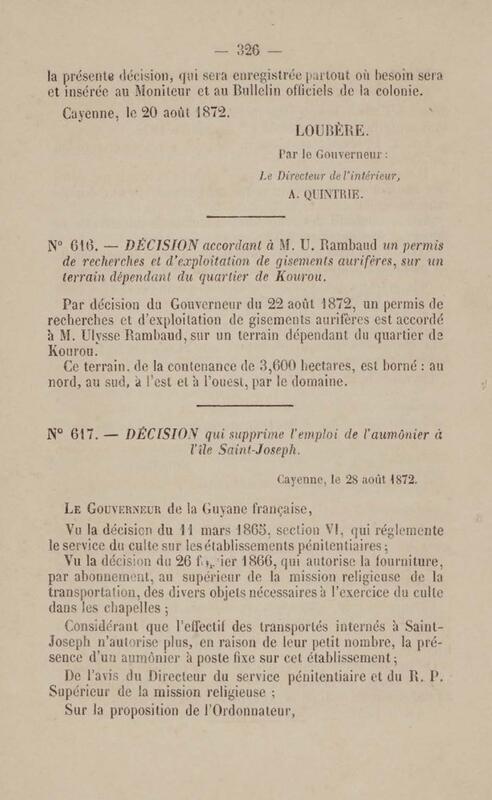 — 326 —
la présente décision, qui sera enregistrée partout où besoin sera
et insérée au Moniteur et au Bulletin officiels de la colonie.
Cayenne, le 20 août 1872.
LOUBÈRE.
Par le Gouverneur :
Le Directeur de l'intérieur,
A. QUINTRIE.
N° 616. — DÉCISION accordant à M. U. Rambaud un permis
de recherches et d'exploitation de gisements aurifères, sur un
terrain dépendant du quartier de Kourou.
Par décision du Gouverneur du 22 août 1872, un permis de
recherches et d'exploitation de gisements aurifères est accordé
à M. Ulysse Rambaud, sur un terrain dépendant du quartier de
Kourou.
Ce terrain, de la contenance de 3,600 hectares, est borné : au
nord, au sud, à l'est et à l'ouest, par le domaine.
N° 617. — DÉCISION qui supprime l'emploi de l'aumônier à
l'île Saint-Joseph.
Cayenne, le 28 août 1872.
LE GOUVERNEUR de la Guyane française,
Vu la décision du 11 mars 1865, section VI, qui réglemente
le service du culte sur les établissements pénitentiaires ;
Vu la décision du 26 1866, qui autorise la fourniture,
par abonnement, au supérieur de la mission religieuse de la
transportation, des divers objets nécessaires à l'exercice du culte
dans les chapelles ;
Considérant que l'effectif des transportés internés à Saint-
Joseph n'autorise plus, en raison de leur petit nombre, la pré-
sence d'un aumônier à poste fixe sur cet établissement ;
De l'avis du Directeur du service pénitentiaire et du R. P.
Supérieur de la mission religieuse ;
Sur la proposition de l'Ordonnateur,